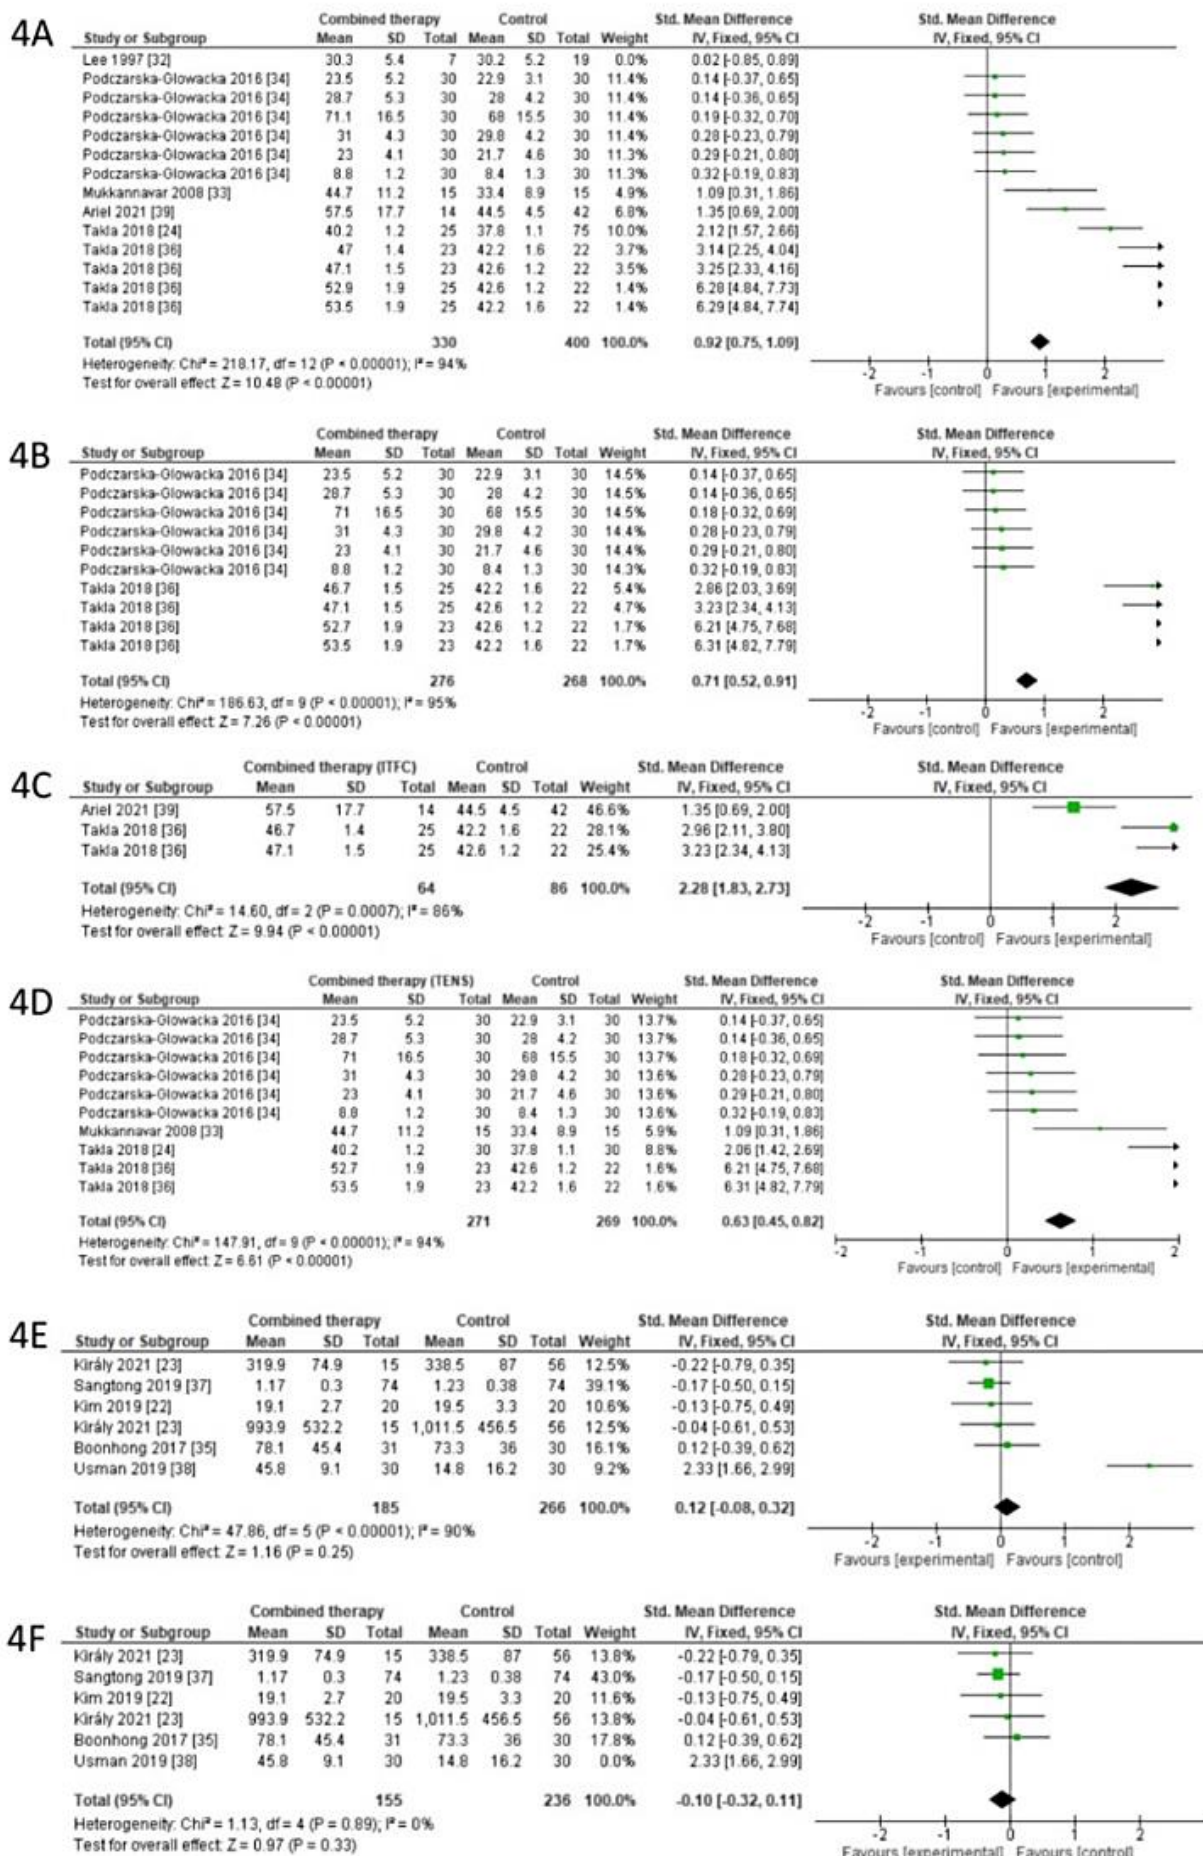 4A
Combined therapy Control Std. Mean Difference Std. Mean Difference
Study or Subgroup Mean SD Total Mean SD Total Weight IV, Fixed, 95% CI IV, Fixed, 95% CI
Lee 1997 [32] 30.3 5.4 7 30.2 5.2 19 0.0% 0.02 [-0.85, 0.89]
Podczarska-Glowacka 2016 [34] 23.5 5.2 30 22.9 3.1 30 11.4% 0.14 [-0.37, 0.65]
Podczarska-Glowacka 2016 [34] 28.7 5.3 30 28 4.2 30 11.4% 0.14 [-0.36, 0.65]
Podczarska-Glowacka 2016 [34] 71.1 16.5 30 68 15.5 30 11.4% 0.19 [-0.32, 0.70]
Podczarska-Glowacka 2016 [34] 31 4.3 30 29.8 4.2 30 11.4% 0.28 [-0.23, 0.79]
Podczarska-Glowacka 2016 [34] 23 4.1 30 21.7 4.6 30 11.3% 0.29 [-0.21, 0.80]
Podczarska-Glowacka 2016 [34] 8.8 1.2 30 8.4 1.3 30 11.3% 0.32 [-0.19, 0.83]
Mukkannavar 2008 [33] 44.7 11.2 15 33.4 8.9 15 4.9% 1.09 [0.31, 1.86]
Ariel 2021 [39] 57.5 17.7 14 44.5 4.5 42 6.8% 1.35 [0.69, 2.00]
Takla 2018 [24] 40.2 1.2 25 37.8 1.1 75 10.0% 2.12 [1.57, 2.66]
Takla 2018 [36] 47 1.4 23 42.2 1.6 22 3.7% 3.14 [2.25, 4.04]
Takla 2018 [36] 47.1 1.5 23 42.6 1.2 22 3.5% 3.25 [2.33, 4.16]
Takla 2018 [36] 52.9 1.9 25 42.6 1.2 22 1.4% 6.28 [4.84, 7.73]
Takla 2018 [36] 53.5 1.9 25 42.2 1.6 22 1.4% 6.29 [4.84, 7.74]
Total (95% CI) 330 400 100.0% 0.92 [0.75, 1.09]
Heterogeneity: Chi² = 218.17, df = 12 (P < 0.00001); I² = 94%
Test for overall effect: Z = 10.48 (P < 0.00001)
-2 -1 0 1 2
Favours [control] Favours [experimental]
4B
Combined therapy Control Std. Mean Difference Std. Mean Difference
Study or Subgroup Mean SD Total Mean SD Total Weight IV, Fixed, 95% CI IV, Fixed, 95% CI
Podczarska-Glowacka 2016 [34] 23.5 5.2 30 22.9 3.1 30 14.5% 0.14 [-0.37, 0.65]
Podczarska-Glowacka 2016 [34] 28.7 5.3 30 28 4.2 30 14.5% 0.14 [-0.36, 0.65]
Podczarska-Glowacka 2016 [34] 71 16.5 30 68 15.5 30 14.5% 0.18 [-0.32, 0.69]
Podczarska-Glowacka 2016 [34] 31 4.3 30 29.8 4.2 30 14.4% 0.28 [-0.23, 0.79]
Podczarska-Glowacka 2016 [34] 23 4.1 30 21.7 4.6 30 14.4% 0.29 [-0.21, 0.80]
Podczarska-Glowacka 2016 [34] 8.8 1.2 30 8.4 1.3 30 14.3% 0.32 [-0.19, 0.83]
Takla 2018 [36] 46.7 1.5 25 42.2 1.6 22 5.4% 2.86 [2.03, 3.69]
Takla 2018 [36] 47.1 1.5 25 42.6 1.2 22 4.7% 3.23 [2.34, 4.13]
Takla 2018 [36] 52.7 1.9 23 42.6 1.2 22 1.7% 6.21 [4.75, 7.68]
Takla 2018 [36] 53.5 1.9 23 42.2 1.6 22 1.7% 6.31 [4.82, 7.79]
Total (95% CI) 276 268 100.0% 0.71 [0.52, 0.91]
Heterogeneity: Chi² = 186.63, df = 9 (P < 0.00001); I² = 95%
Test for overall effect: Z = 7.26 (P < 0.00001)
-2 -1 0 1 2
Favours [control] Favours [experimental]
4C
Combined therapy (ITFC) Control Std. Mean Difference Std. Mean Difference
Study or Subgroup Mean SD Total Mean SD Total Weight IV, Fixed, 95% CI IV, Fixed, 95% CI
Ariel 2021 [39] 57.5 17.7 14 44.5 4.5 42 46.6% 1.35 [0.69, 2.00]
Takla 2018 [36] 46.7 1.4 25 42.2 1.6 22 28.1% 2.96 [2.11, 3.80]
Takla 2018 [36] 47.1 1.5 25 42.6 1.2 22 25.4% 3.23 [2.34, 4.13]
Total (95% CI) 64 86 100.0% 2.28 [1.83, 2.73]
Heterogeneity: Chi² = 14.60, df = 2 (P = 0.0007); I² = 86%
Test for overall effect: Z = 9.94 (P < 0.00001)
-2 -1 0 1 2
Favours [control] Favours [experimental]
4D
Combined therapy (TENS) Control Std. Mean Difference Std. Mean Difference
Study or Subgroup Mean SD Total Mean SD Total Weight IV, Fixed, 95% CI IV, Fixed, 95% CI
Podczarska-Glowacka 2016 [34] 23.5 5.2 30 22.9 3.1 30 13.7% 0.14 [-0.37, 0.65]
Podczarska-Glowacka 2016 [34] 28.7 5.3 30 28 4.2 30 13.7% 0.14 [-0.36, 0.65]
Podczarska-Glowacka 2016 [34] 71 16.5 30 68 15.5 30 13.7% 0.18 [-0.32, 0.69]
Podczarska-Glowacka 2016 [34] 31 4.3 30 29.8 4.2 30 13.6% 0.28 [-0.23, 0.79]
Podczarska-Glowacka 2016 [34] 23 4.1 30 21.7 4.6 30 13.6% 0.29 [-0.21, 0.80]
Podczarska-Glowacka 2016 [34] 8.8 1.2 30 8.4 1.3 30 13.6% 0.32 [-0.19, 0.83]
Mukkannavar 2008 [33] 44.7 11.2 15 33.4 8.9 15 5.9% 1.09 [0.31, 1.86]
Takla 2018 [24] 40.2 1.2 30 37.8 1.1 30 8.8% 2.06 [1.42, 2.69]
Takla 2018 [36] 52.7 1.9 23 42.6 1.2 22 1.6% 6.21 [4.75, 7.68]
Takla 2018 [36] 53.5 1.9 23 42.2 1.6 22 1.6% 6.31 [4.82, 7.79]
Total (95% CI) 271 269 100.0% 0.63 [0.45, 0.82]
Heterogeneity: Chi² = 147.91, df = 9 (P < 0.00001); I² = 94%
Test for overall effect: Z = 6.61 (P < 0.00001)
-2 -1 0 1 2
Favours [control] Favours [experimental]
4E
Combined therapy Control Std. Mean Difference Std. Mean Difference
Study or Subgroup Mean SD Total Mean SD Total Weight IV, Fixed, 95% CI IV, Fixed, 95% CI
Király 2021 [23] 319.9 74.9 15 338.5 87 56 12.5% -0.22 [-0.79, 0.35]
Sangtong 2019 [37] 1.17 0.3 74 1.23 0.38 74 39.1% -0.17 [-0.50, 0.15]
Kim 2019 [22] 19.1 2.7 20 19.5 3.3 20 10.6% -0.13 [-0.75, 0.49]
Király 2021 [23] 993.9 532.2 15 1,011.5 456.5 56 12.5% -0.04 [-0.61, 0.53]
Boonhong 2017 [35] 78.1 45.4 31 73.3 36 30 16.1% 0.12 [-0.39, 0.62]
Usman 2019 [38] 45.8 9.1 30 14.8 16.2 30 9.2% 2.33 [1.66, 2.99]
Total (95% CI) 185 266 100.0% 0.12 [-0.08, 0.32]
Heterogeneity: Chi² = 47.86, df = 5 (P < 0.00001); I² = 90%
Test for overall effect: Z = 1.16 (P = 0.25)
-2 -1 0 1 2
Favours [experimental] Favours [control]
4F
Combined therapy Control Std. Mean Difference Std. Mean Difference
Study or Subgroup Mean SD Total Mean SD Total Weight IV, Fixed, 95% CI IV, Fixed, 95% CI
Király 2021 [23] 319.9 74.9 15 338.5 87 56 13.8% -0.22 [-0.79, 0.35]
Sangtong 2019 [37] 1.17 0.3 74 1.23 0.38 74 43.0% -0.17 [-0.50, 0.15]
Kim 2019 [22] 19.1 2.7 20 19.5 3.3 20 11.6% -0.13 [-0.75, 0.49]
Király 2021 [23] 993.9 532.2 15 1,011.5 456.5 56 13.8% -0.04 [-0.61, 0.53]
Boonhong 2017 [35] 78.1 45.4 31 73.3 36 30 17.8% 0.12 [-0.39, 0.62]
Usman 2019 [38] 45.8 9.1 30 14.8 16.2 30 0.0% 2.33 [1.66, 2.99]
Total (95% CI) 155 236 100.0% -0.10 [-0.32, 0.11]
Heterogeneity: Chi² = 1.13, df = 4 (P = 0.89); I² = 0%
Test for overall effect: Z = 0.97 (P = 0.33)
-2 -1 0 1 2
Favours [experimental] Favours [control]